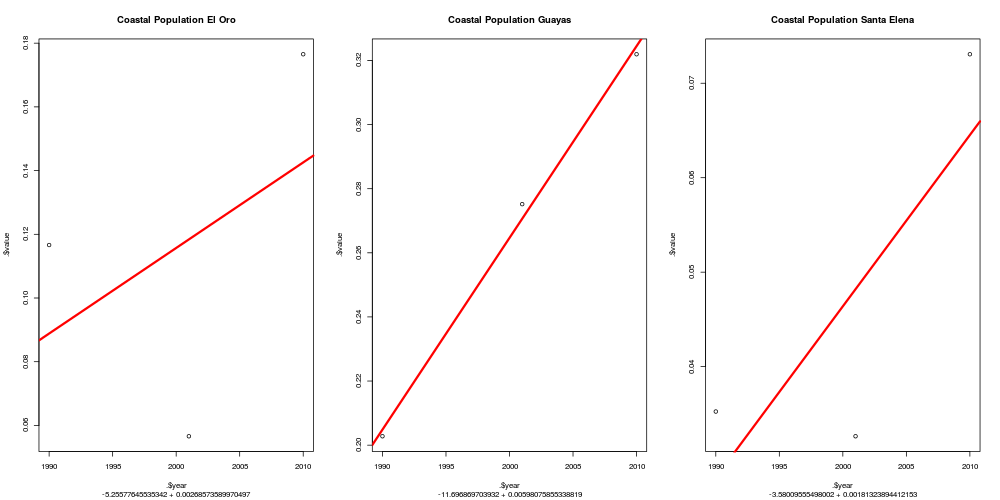 Coastal Population El Oro
0.18
0.16
0.14
0.12
0.10
0.08
0.06
.$value
1990 1995 2000 2005 2010
.$year
-5.25577645535342 + 0.00268573589970497
Coastal Population Guayas
0.32
0.30
0.28
0.26
0.24
0.22
0.20
.$value
1990 1995 2000 2005 2010
.$year
-11.696869703932 + 0.00598075855338819
Coastal Population Santa Elena
0.07
0.06
0.05
0.04
.$value
1990 1995 2000 2005 2010
.$year
-3.58009555498002 + 0.00181323894412153